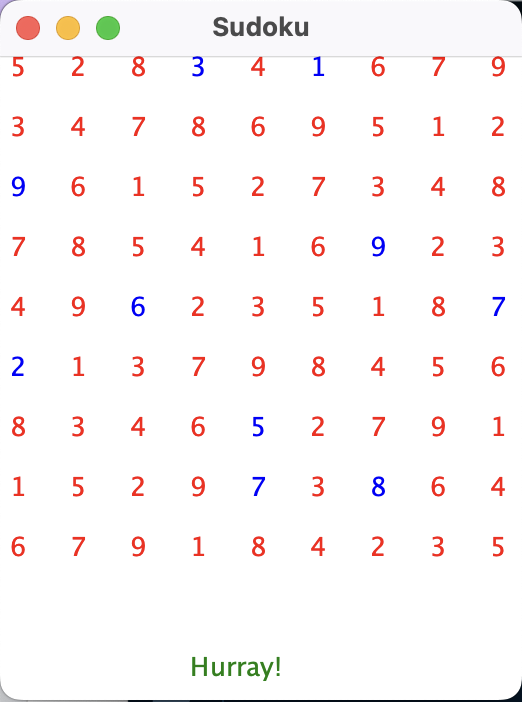 Sudoku
5 2 8 3 4 1 6 7 9
3 4 7 8 6 9 5 1 2
9 6 1 5 2 7 3 4 8
7 8 5 4 1 6 9 2 3
4 9 6 2 3 5 1 8 7
2 1 3 7 9 8 4 5 6
8 3 4 6 5 2 7 9 1
1 5 2 9 7 3 8 6 4
6 7 9 1 8 4 2 3 5
Hurray!